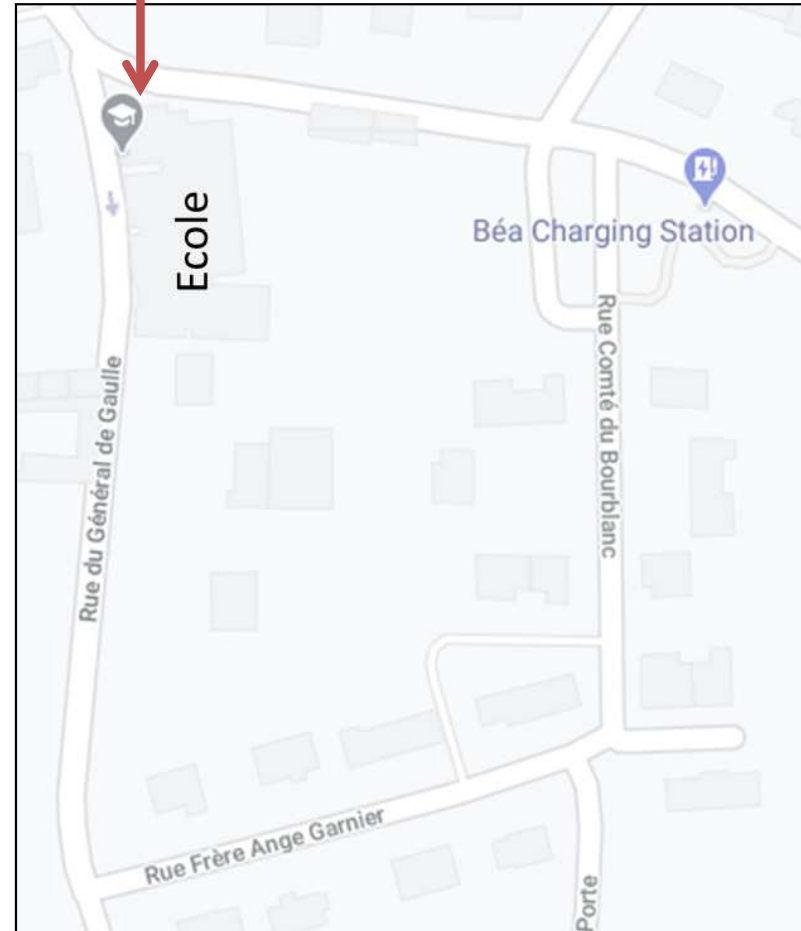 Ecole
Béa Charging Station
Rue Comté du Bourblanc
Rue du Général de Gaulle
Rue Frère Ange Garnier
Porte